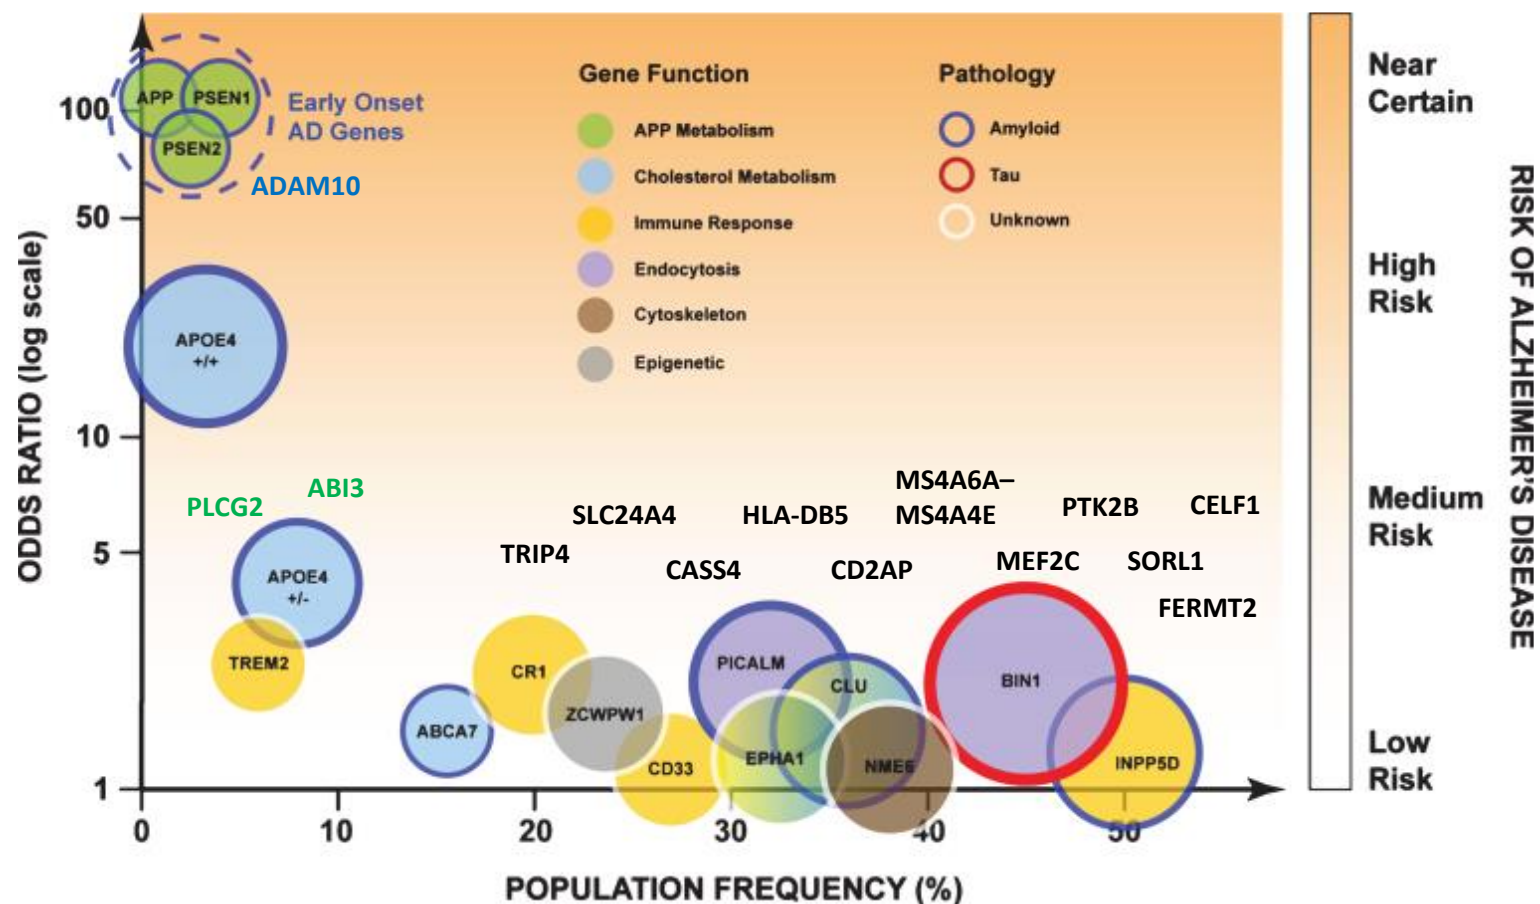 Gene Function
APP Metabolism
Cholesterol Metabolism
Immune Response
Endocytosis
Cytoskeleton
Epigenetic
Pathology
Amyloid
Tau
Unknown
Near
Certain
High
Risk
Medium
Risk
Low
Risk
RISK OF ALZHEIMER'S DISEASE
ODDS RATIO (log scale)
100
50
10
5
1
APP
PSEN1
PSEN2
Early Onset
AD Genes
ADAM10
APOE4
+/+
PLCG2
ABI3
APOE4
+/-
TREM2
ABCA7
TRIP4
SLC24A4
CASS4
HLA-DB5
CD2AP
MS4A6A–
MS4A4E
MEF2C
PTK2B
SORL1
CELF1
FERMT2
CR1
ZCWPW1
CD33
PICALM
CLU
EPHA1
NME6
BIN1
INPP5D
0
10
20
30
40
50
POPULATION FREQUENCY (%)